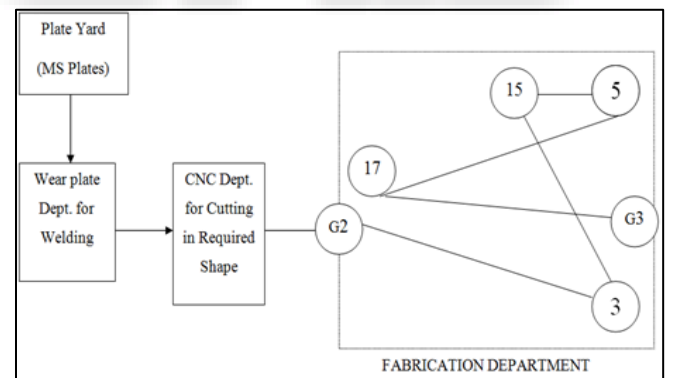 Plate Yard
(MS Plates)
Wear plate
Dept. for
Welding
CNC Dept.
for Cutting
in Required
Shape
G2
17
15
5
G3
3
FABRICATION DEPARTMENT